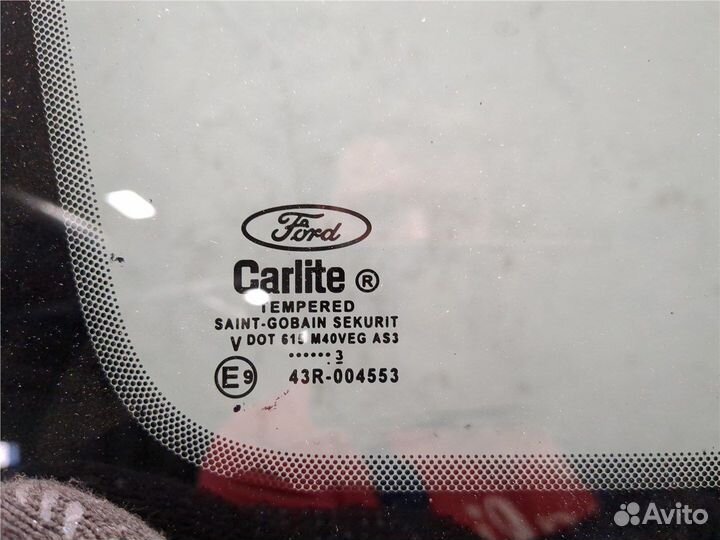 Ford
Carlite ®
TEMPERED
SAINT-GOBAIN SEKURIT
V DOT 615 M40VEG AS3
...... 3
E9 43R-004553
Avito